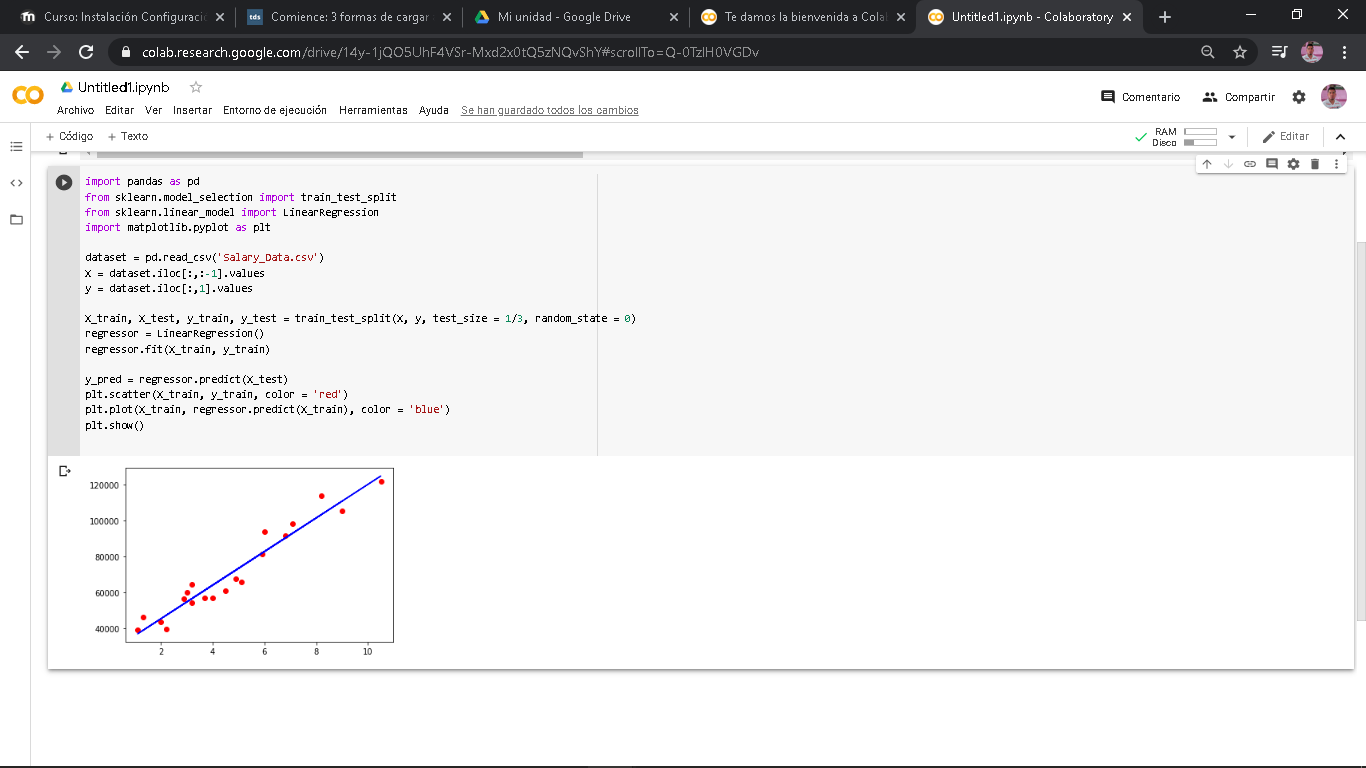 Curso: Instalación Configuració
tds Comience: 3 formas de cargar
Mi unidad - Google Drive
Te damos la bienvenida a Cola
Untitled1.ipynb - Colaboratory
colab.research.google.com/drive/14y-1jQO5UhF4VSr-Mxd2x0tQ5zNQvShY#scrollTo=Q-0TzlH0VGDv
Untitled1.ipynb
Archivo Editar Ver Insertar Entorno de ejecución Herramientas Ayuda Se han guardado todos los cambios
Comentario Compartir
+ Código + Texto
RAM
Disco
Editar
import pandas as pd
from sklearn.model_selection import train_test_split
from sklearn.linear_model import LinearRegression
import matplotlib.pyplot as plt
dataset = pd.read_csv('Salary_Data.csv')
X = dataset.iloc[:,:-1].values
y = dataset.iloc[:,1].values
X_train, X_test, y_train, y_test = train_test_split(X, y, test_size = 1/3, random_state = 0)
regressor = LinearRegression()
regressor.fit(X_train, y_train)
y_pred = regressor.predict(X_test)
plt.scatter(X_train, y_train, color = 'red')
plt.plot(X_train, regressor.predict(X_train), color = 'blue')
plt.show()
120000
100000
80000
60000
40000
2 4 6 8 10